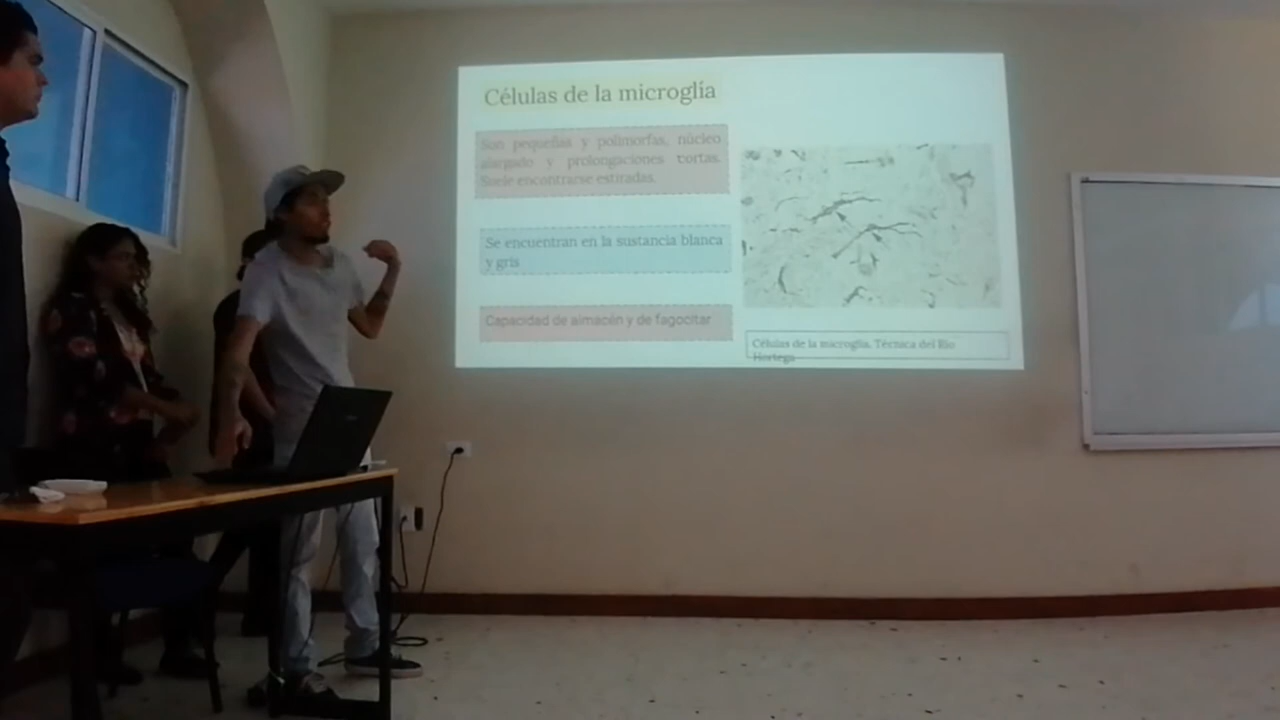 Células de la microglía
Son pequeñas y polimorfas, núcleo
alargado y prolongaciones cortas.
Suele encontrarse estiradas.
Se encuentran en la sustancia blanca
y gris
Capacidad de almacén y de fagocitar
Células de la microglia, Técnica del Río
Hortega